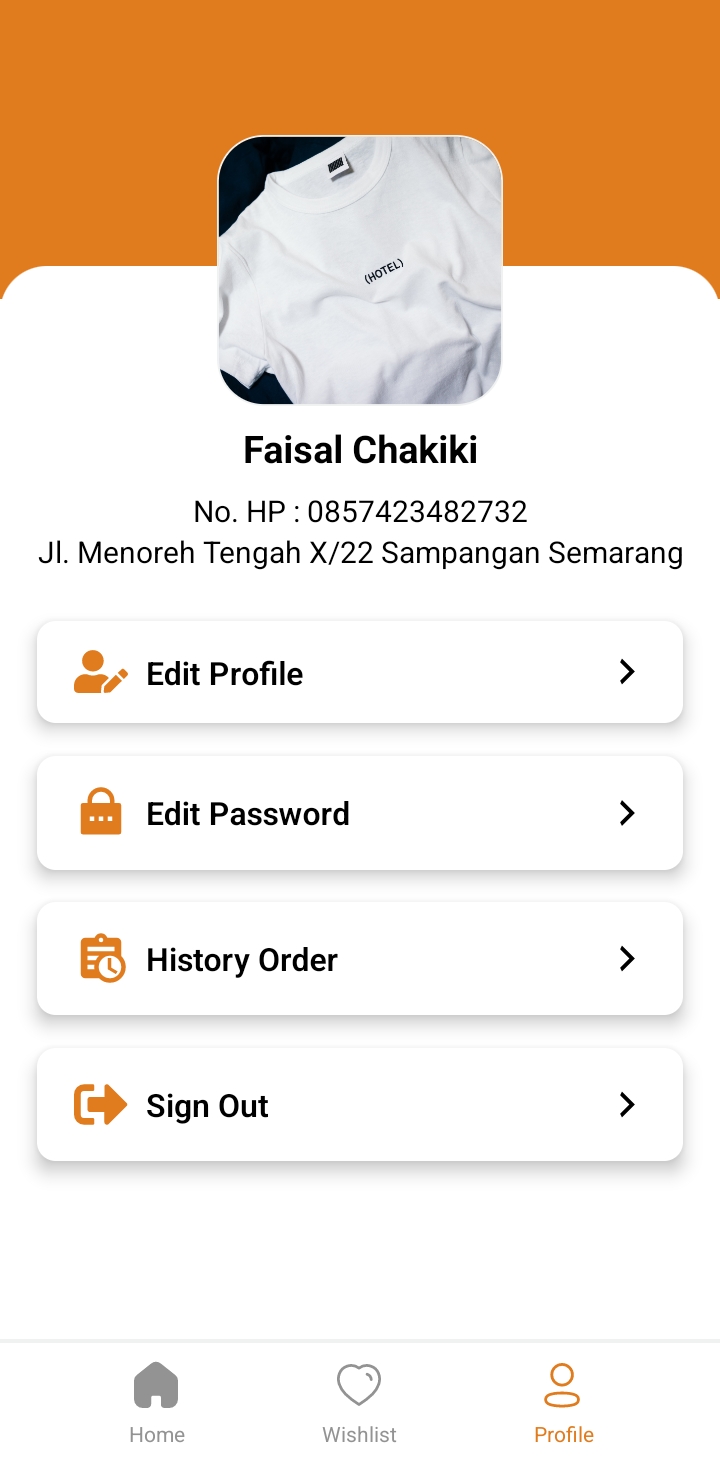 (HOTEL)
Faisal Chakiki
No. HP : 0857423482732
Jl. Menoreh Tengah X/22 Sampangan Semarang
Edit Profile
Edit Password
History Order
Sign Out
Home
Wishlist
Profile